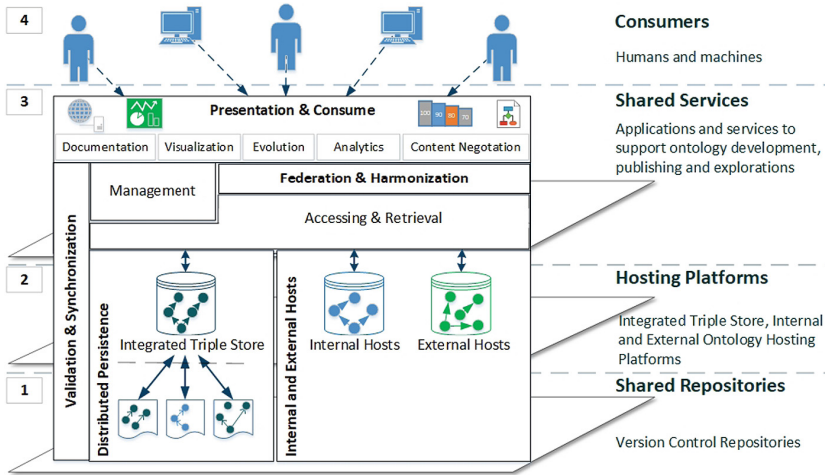 4
Consumers
Humans and machines
3
Shared Services
Applications and services to
support ontology development,
publishing and explorations
Presentation & Consume
100 90 80 70
Documentation
Visualization
Evolution
Analytics
Content Negotation
Management
Federation & Harmonization
Accessing & Retrieval
Validation & Synchronization
2
Hosting Platforms
Integrated Triple Store, Internal
and External Ontology Hosting
Platforms
Distributed Persistence
Integrated Triple Store
Internal and External Hosts
Internal Hosts
External Hosts
1
Shared Repositories
Version Control Repositories